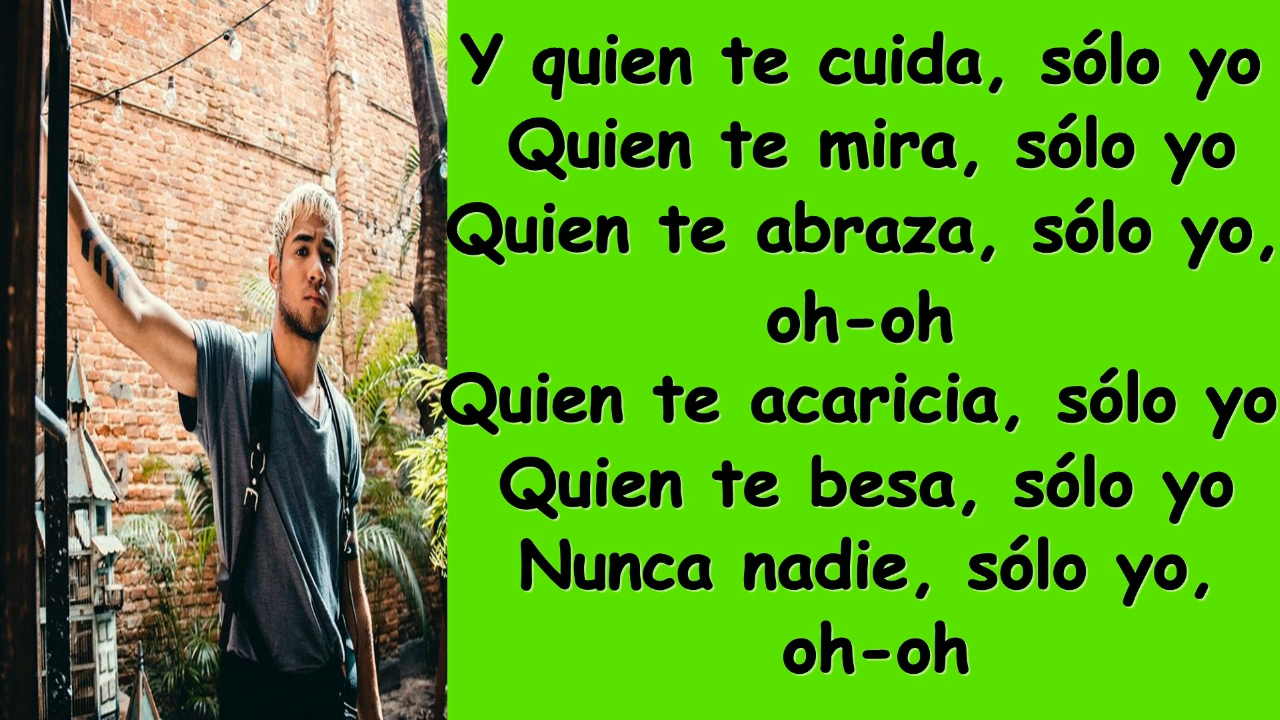 Y quien te cuida, sólo yo
Quien te mira, sólo yo
Quien te abraza, sólo yo,
oh-oh
Quien te acaricia, sólo yo
Quien te besa, sólo yo
Nunca nadie, sólo yo,
oh-oh